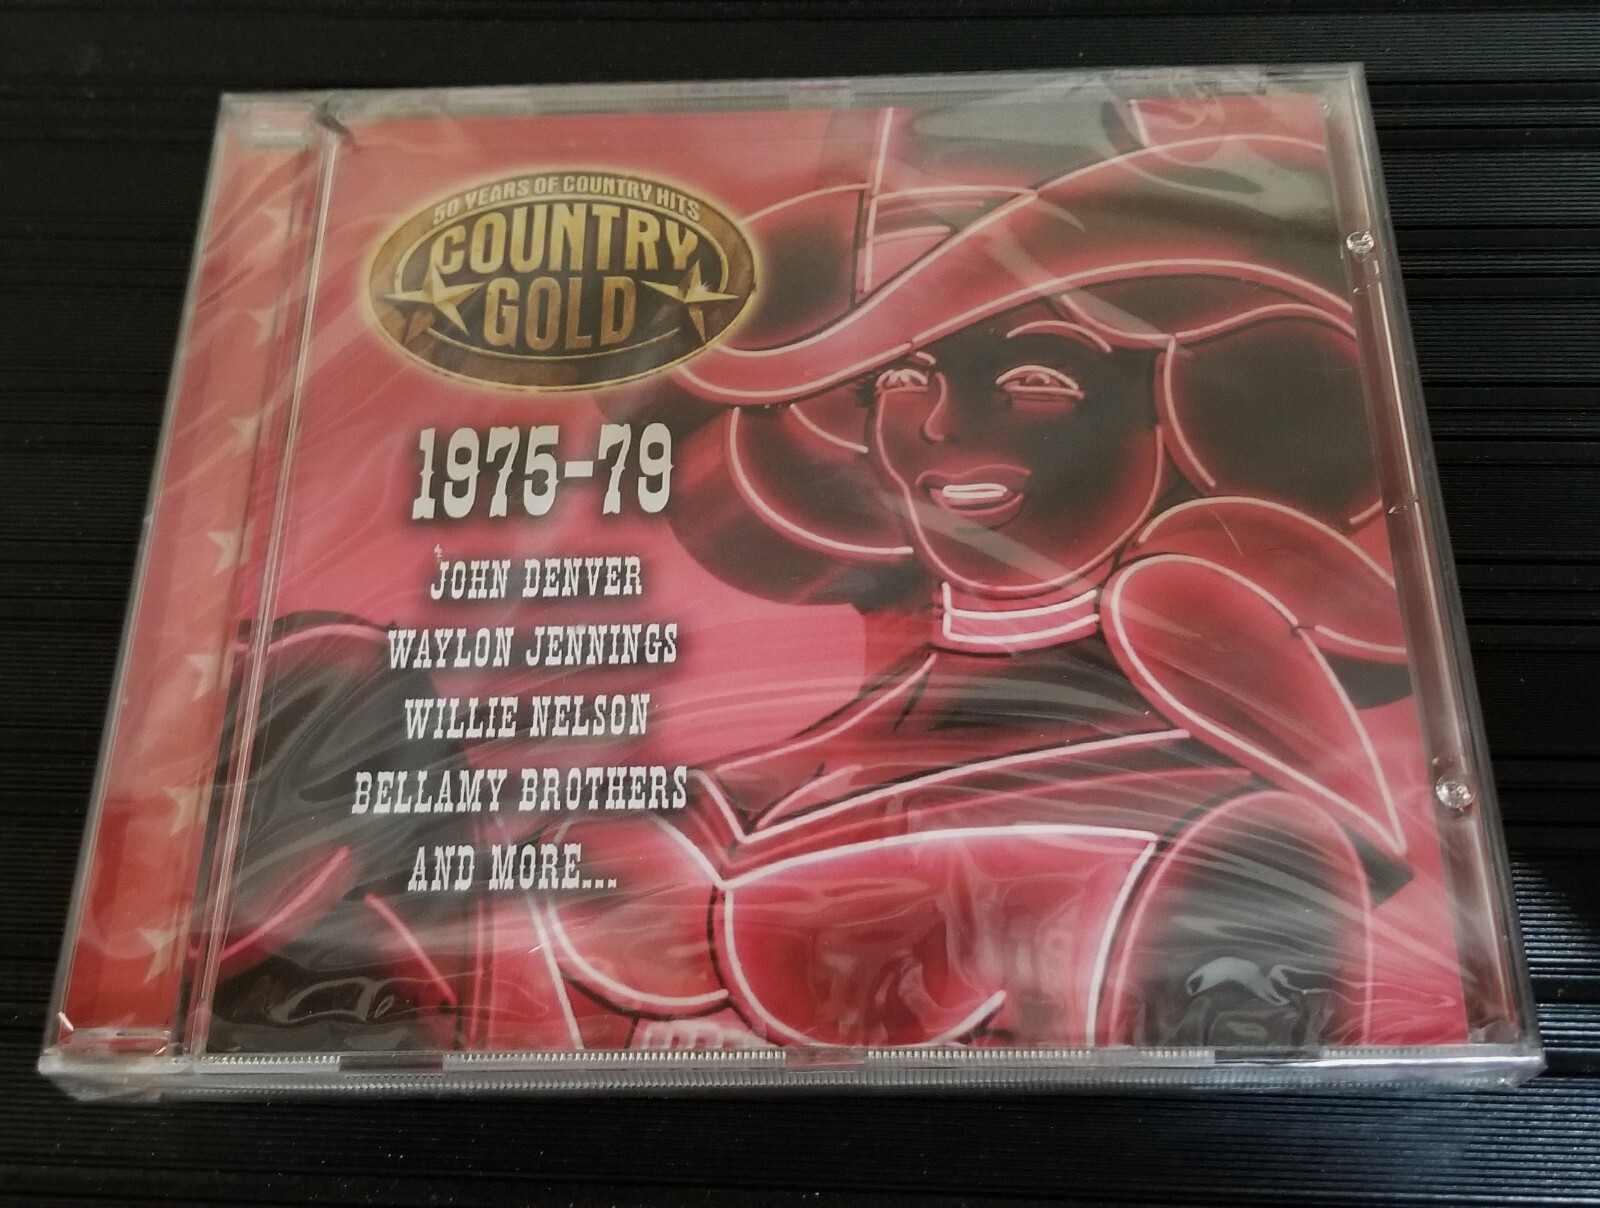 50 YEARS OF COUNTRY HITS
COUNTRY
GOLD
1975-79
JOHN DENVER
WAYLON JENNINGS
WILLIE NELSON
BELLAMY BROTHERS
AND MORE...